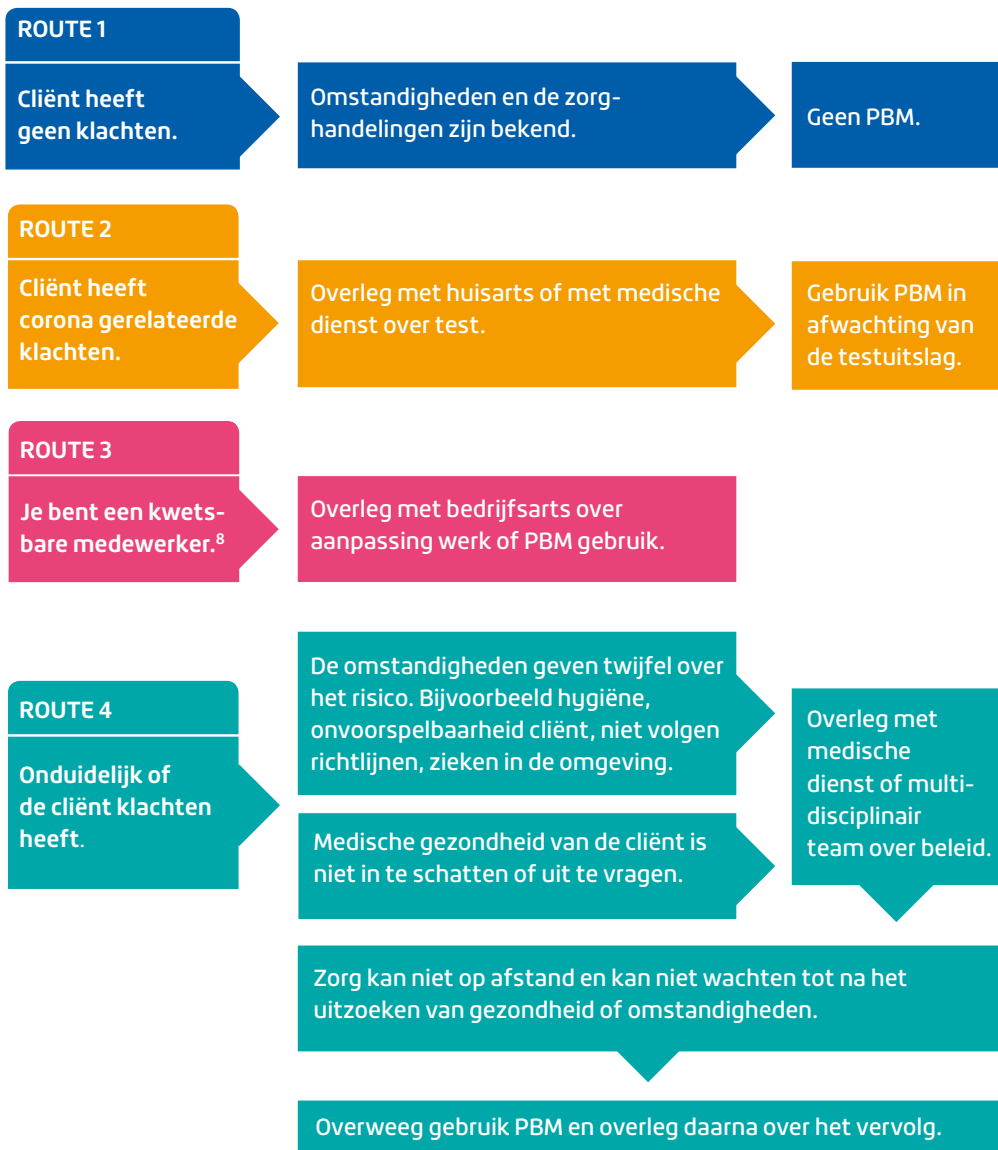 ROUTE 1
Cliënt heeft
geen klachten.
Omstandigheden en de zorg-
handelingen zijn bekend.
Geen PBM.
ROUTE 2
Cliënt heeft
corona gerelateerde
klachten.
Overleg met huisarts of met medische
dienst over test.
Gebruik PBM in
afwachting van
de testuitslag.
ROUTE 3
Je bent een kwets-
bare medewerker.⁸
Overleg met bedrijfsarts over
aanpassing werk of PBM gebruik.
ROUTE 4
Onduidelijk of
de cliënt klachten
heeft.
De omstandigheden geven twijfel over
het risico. Bijvoorbeeld hygiëne,
onvoorspelbaarheid cliënt, niet volgen
richtlijnen, zieken in de omgeving.
Medische gezondheid van de cliënt is
niet in te schatten of uit te vragen.
Overleg met
medische
dienst of multi-
disciplinair
team over beleid.
Zorg kan niet op afstand en kan niet wachten tot na het
uitzoeken van gezondheid of omstandigheden.
Overweeg gebruik PBM en overleg daarna over het vervolg.